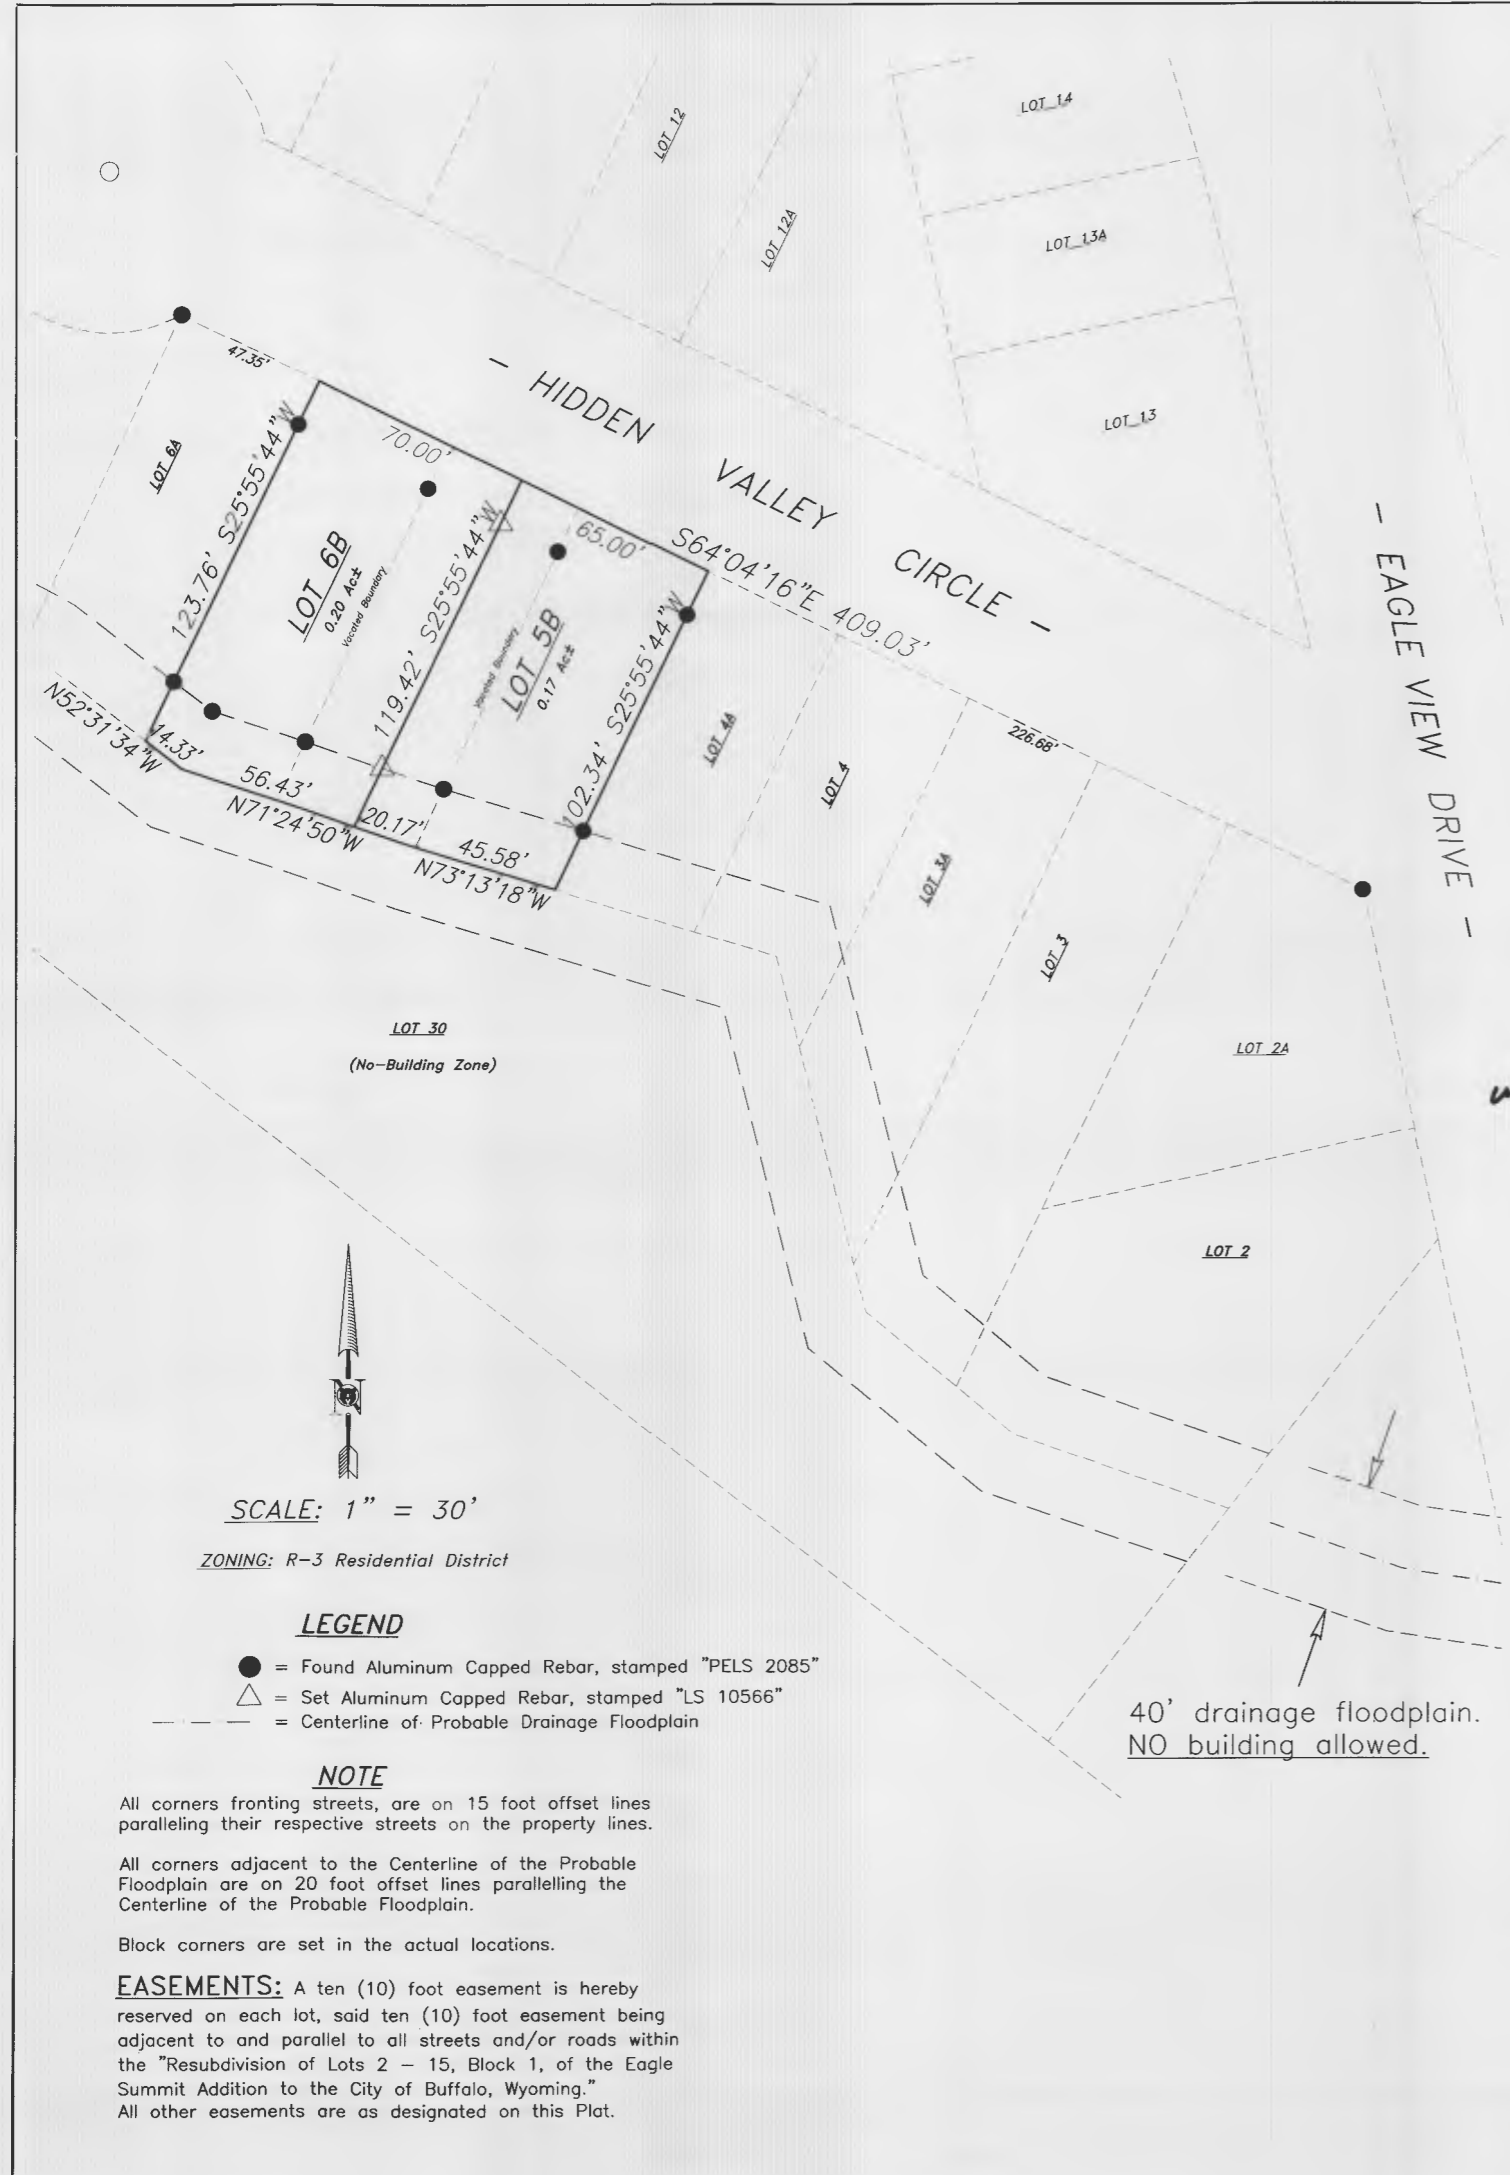 LOT 12
LOT 14
LOT 12A
LOT 13A
LOT 13
47.35'
- HIDDEN VALLEY CIRCLE -
- EAGLE VIEW DRIVE -
70.00'
65.00'
S64°04'16"E 409.03'
226.68'
LOT 6A
123.76' S25°55'44"W
LOT 6B
0.20 Ac±
Vacated Boundary
119.42' S25°55'44"W
Vacated Boundary
LOT 5B
0.17 Ac±
102.34' S25°55'44"W
LOT 4A
LOT 4
LOT 3A
LOT 3
LOT 2A
LOT 2
N52°31'34"W
14.33'
56.43'
N71°24'50"W
20.17'
45.58'
N73°13'18"W
LOT 30
(No-Building Zone)
N
SCALE: 1" = 30'
ZONING: R-3 Residential District
LEGEND
= Found Aluminum Capped Rebar, stamped "PELS 2085"
= Set Aluminum Capped Rebar, stamped "LS 10566"
= Centerline of Probable Drainage Floodplain
40' drainage floodplain.
NO building allowed.
NOTE
All corners fronting streets, are on 15 foot offset lines
paralleling their respective streets on the property lines.
All corners adjacent to the Centerline of the Probable
Floodplain are on 20 foot offset lines parallelling the
Centerline of the Probable Floodplain.
Block corners are set in the actual locations.
EASEMENTS: A ten (10) foot easement is hereby
reserved on each lot, said ten (10) foot easement being
adjacent to and parallel to all streets and/or roads within
the "Resubdivision of Lots 2 - 15, Block 1, of the Eagle
Summit Addition to the City of Buffalo, Wyoming."
All other easements are as designated on this Plat.